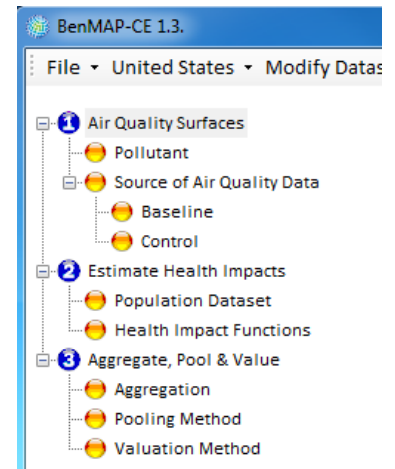 BenMAP-CE 1.3.
File United States Modify Datas
1 Air Quality Surfaces
Pollutant
Source of Air Quality Data
Baseline
Control
2 Estimate Health Impacts
Population Dataset
Health Impact Functions
3 Aggregate, Pool & Value
Aggregation
Pooling Method
Valuation Method